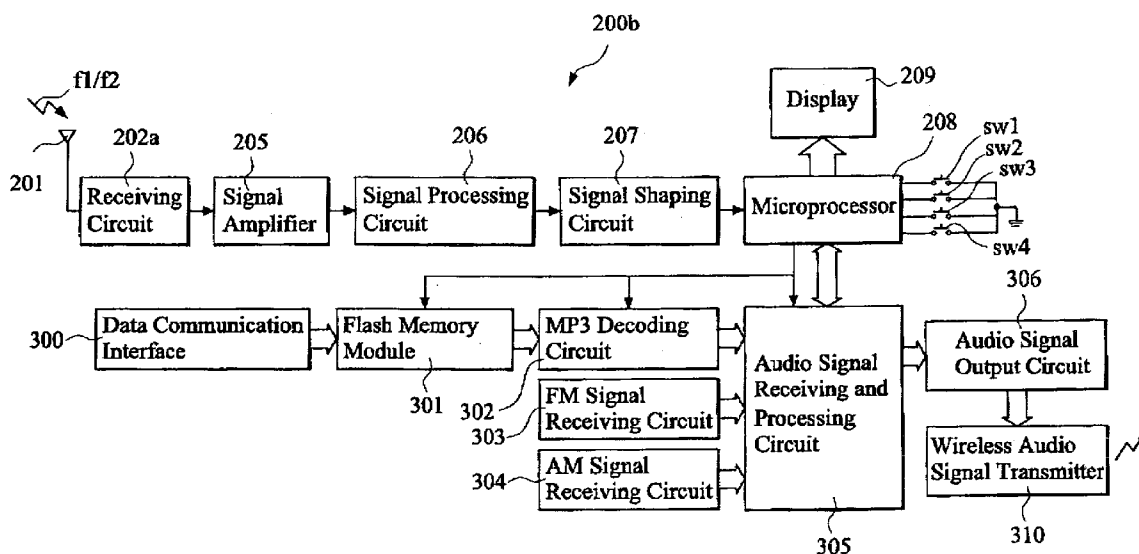 200b
f1/f2
201
202a
Receiving
Circuit
205
Signal
Amplifier
206
Signal Processing
Circuit
207
Signal Shaping
Circuit
209
Display
208
Microprocessor
sw1
sw2
sw3
sw4
300
Data Communication
Interface
Flash Memory
Module
301
MP3 Decoding
Circuit
302
FM Signal
Receiving Circuit
303
AM Signal
Receiving Circuit
304
Audio Signal
Receiving and
Processing
Circuit
305
306
Audio Signal
Output Circuit
Wireless Audio
Signal Transmitter
310